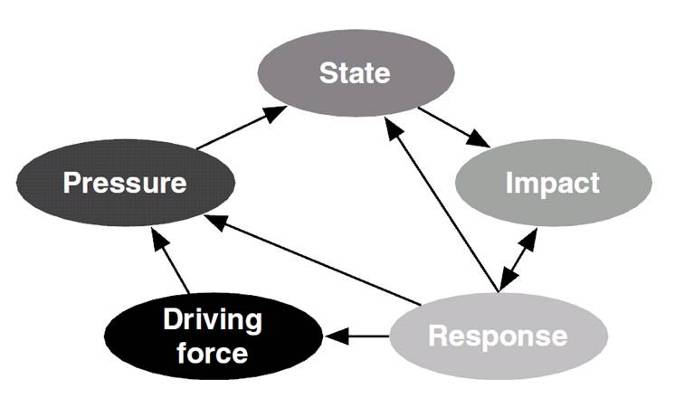 State
Pressure
Impact
Driving
force
Response